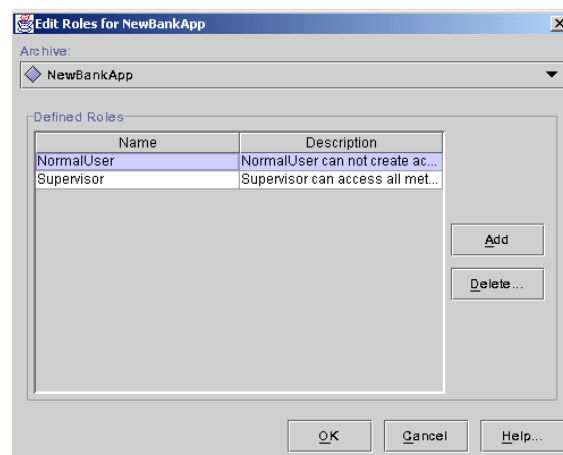 Edit Roles for NewBankApp
Archive:
NewBankApp
Defined Roles
Name Description
NormalUser NormalUser can not create ac...
Supervisor Supervisor can access all met...
Add
Delete...
OK Cancel Help...